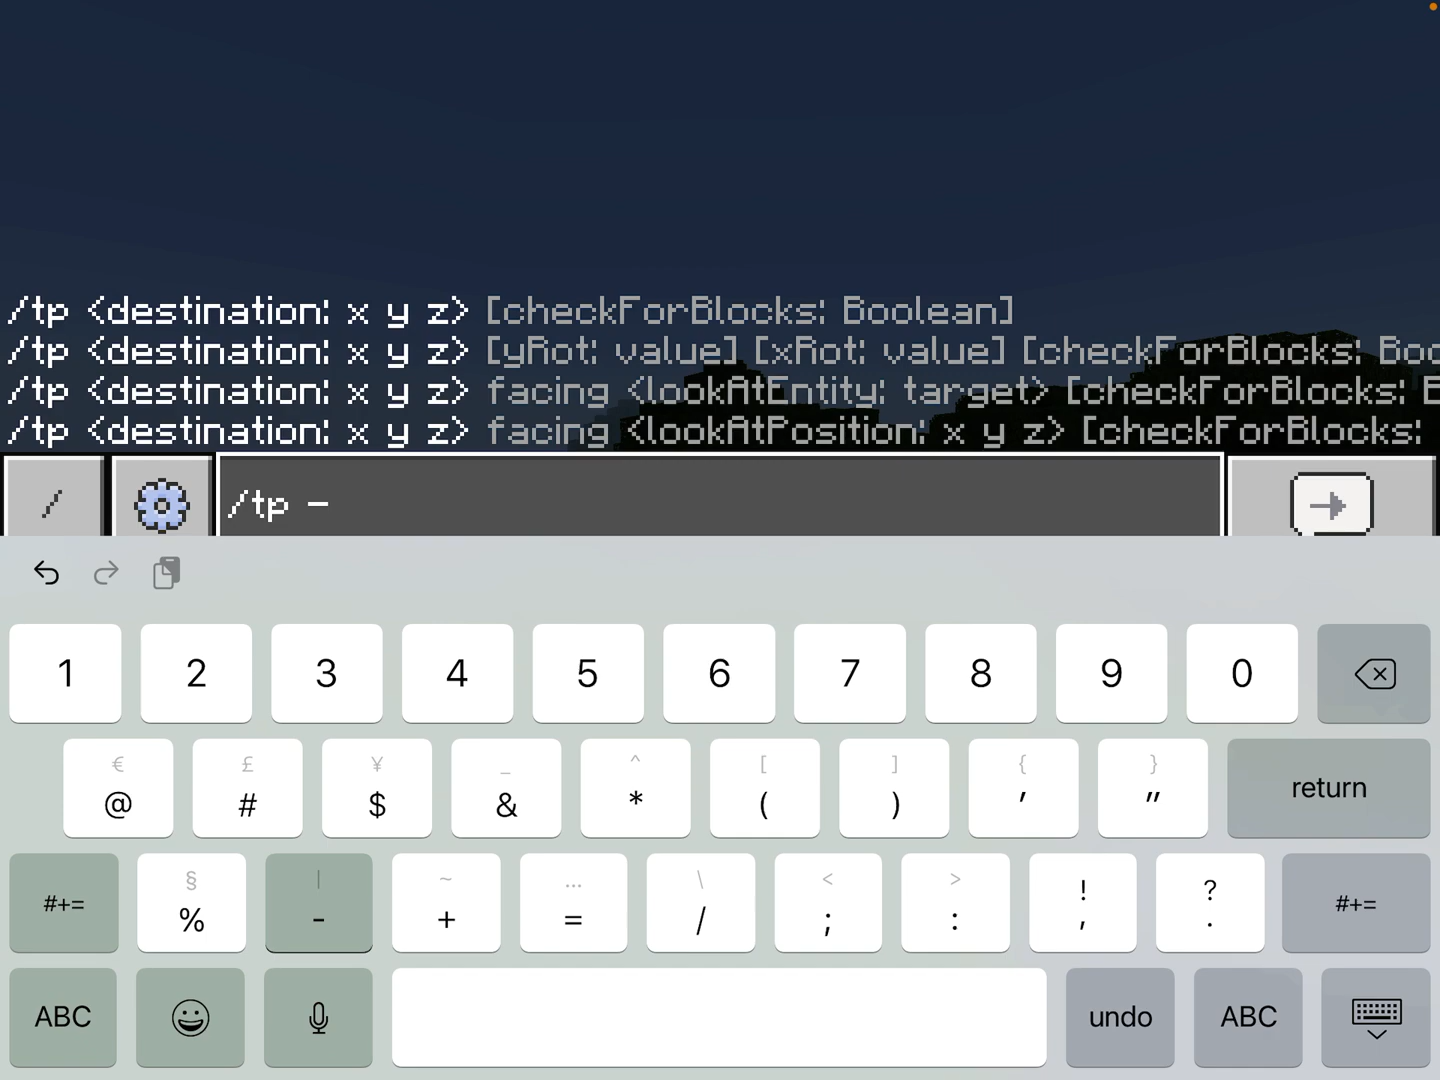 /tp <destination: x y z> [checkForBlocks: Boolean]
/tp <destination: x y z> [yRot: value] [xRot: value] [checkForBlocks: Boo
/tp <destination: x y z> facing <lookAtEntity: target> [checkForBlocks: B
/tp <destination: x y z> facing <lookAtPosition: x y z> [checkForBlocks:
/ /tp -
1 2 3 4 5 6 7 8 9 0
€ £ ¥ _ ^ [ ] { }
@ # $ & * ( ) ' " return
§ | ~ … \ < > ! ?
#+= % - + = / ; : , . #+=
ABC undo ABC